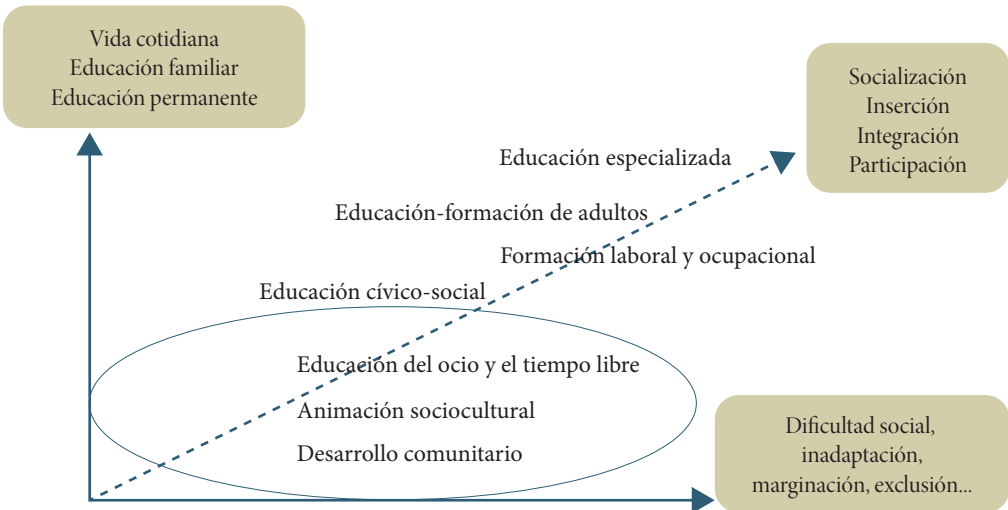 Vida cotidiana
Educación familiar
Educación permanente
Socialización
Inserción
Integración
Participación
Educación especializada
Educación-formación de adultos
Formación laboral y ocupacional
Educación cívico-social
Educación del ocio y el tiempo libre
Animación sociocultural
Desarrollo comunitario
Dificultad social,
inadaptación,
marginación, exclusión...